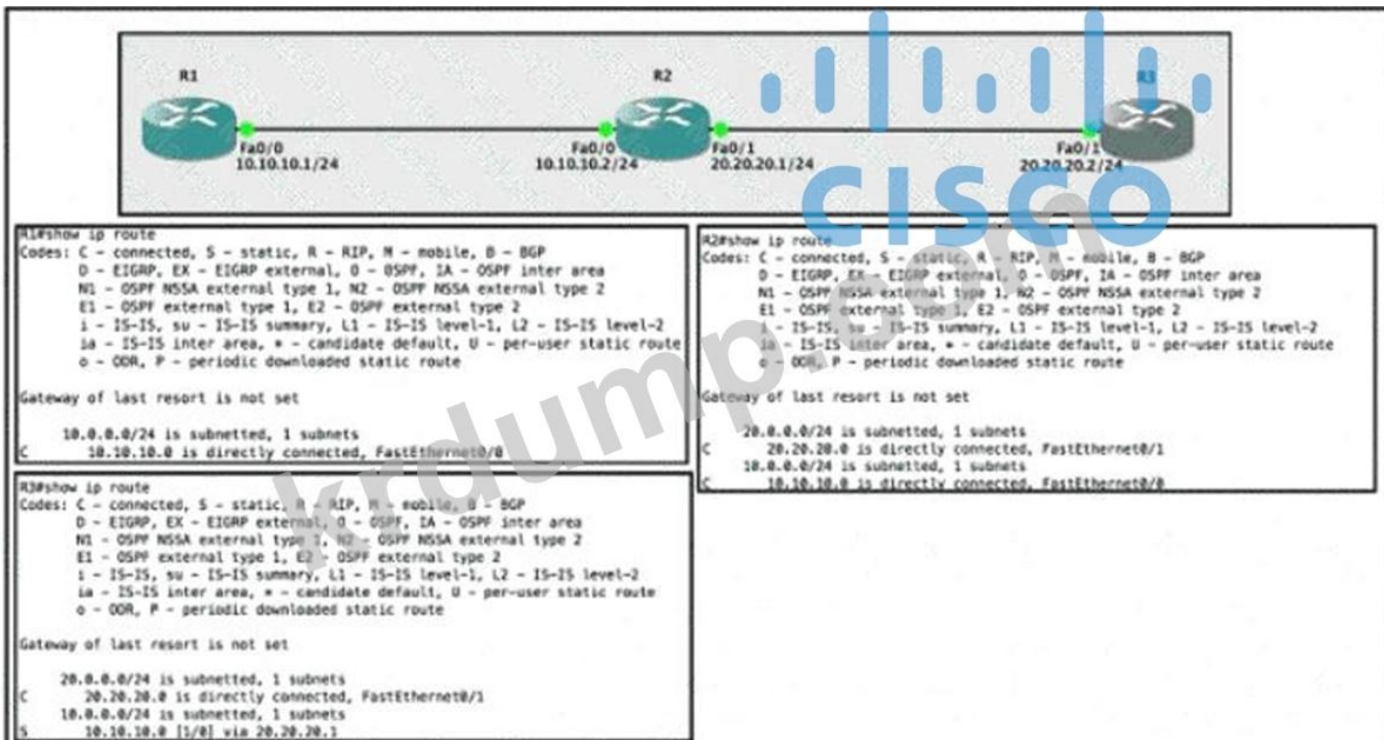 R1
R2
R3
Fa0/0
10.10.10.1/24
Fa0/0
10.10.10.2/24
Fa0/1
20.20.20.1/24
Fa0/1
20.20.20.2/24
CISCO
krdump.com
R1#show ip route
Codes: C - connected, S - static, R - RIP, M - mobile, B - BGP
D - EIGRP, EX - EIGRP external, O - OSPF, IA - OSPF inter area
N1 - OSPF NSSA external type 1, N2 - OSPF NSSA external type 2
E1 - OSPF external type 1, E2 - OSPF external type 2
i - IS-IS, su - IS-IS summary, L1 - IS-IS level-1, L2 - IS-IS level-2
ia - IS-IS inter area, * - candidate default, U - per-user static route
o - ODR, P - periodic downloaded static route
Gateway of last resort is not set
10.0.0.0/24 is subnetted, 1 subnets
C 10.10.10.0 is directly connected, FastEthernet0/0
R2#show ip route
Codes: C - connected, S - static, R - RIP, M - mobile, B - BGP
D - EIGRP, EX - EIGRP external, O - OSPF, IA - OSPF inter area
N1 - OSPF NSSA external type 1, N2 - OSPF NSSA external type 2
E1 - OSPF external type 1, E2 - OSPF external type 2
i - IS-IS, su - IS-IS summary, L1 - IS-IS level-1, L2 - IS-IS level-2
ia - IS-IS inter area, * - candidate default, U - per-user static route
o - ODR, P - periodic downloaded static route
Gateway of last resort is not set
20.0.0.0/24 is subnetted, 1 subnets
C 20.20.20.0 is directly connected, FastEthernet0/1
10.0.0.0/24 is subnetted, 1 subnets
C 10.10.10.0 is directly connected, FastEthernet0/0
R3#show ip route
Codes: C - connected, S - static, R - RIP, M - mobile, B - BGP
D - EIGRP, EX - EIGRP external, O - OSPF, IA - OSPF inter area
N1 - OSPF NSSA external type 1, N2 - OSPF NSSA external type 2
E1 - OSPF external type 1, E2 - OSPF external type 2
i - IS-IS, su - IS-IS summary, L1 - IS-IS level-1, L2 - IS-IS level-2
ia - IS-IS inter area, * - candidate default, U - per-user static route
o - ODR, P - periodic downloaded static route
Gateway of last resort is not set
20.0.0.0/24 is subnetted, 1 subnets
C 20.20.20.0 is directly connected, FastEthernet0/1
10.0.0.0/24 is subnetted, 1 subnets
S 10.10.10.0 [1/0] via 20.20.20.1